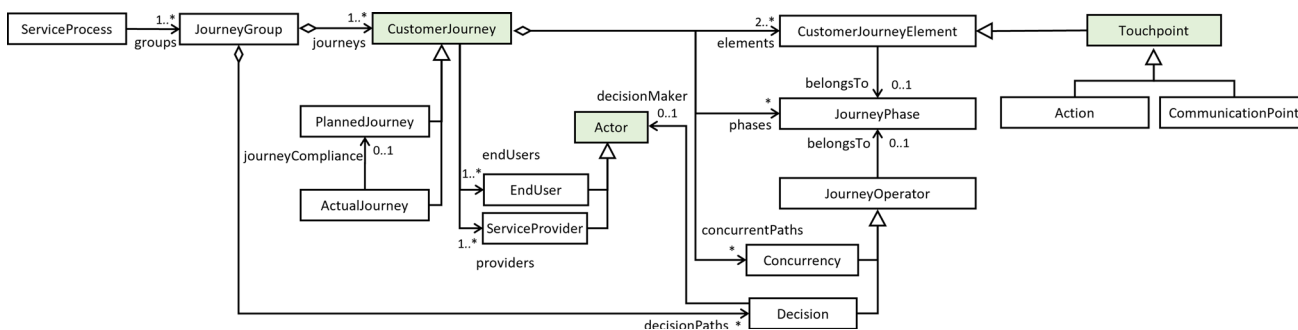 1..*
1..*
2..*
ServiceProcess
JourneyGroup
CustomerJourney
CustomerJourneyElement
Touchpoint
groups
journeys
elements
belongsTo
0..1
decisionMaker
*
Action
CommunicationPoint
PlannedJourney
0..1
phases
JourneyPhase
Actor
belongsTo
0..1
journeyCompliance
0..1
endUsers
1..*
EndUser
JourneyOperator
ActualJourney
ServiceProvider
concurrentPaths
1..*
*
providers
Concurrency
Decision
decisionPaths
*